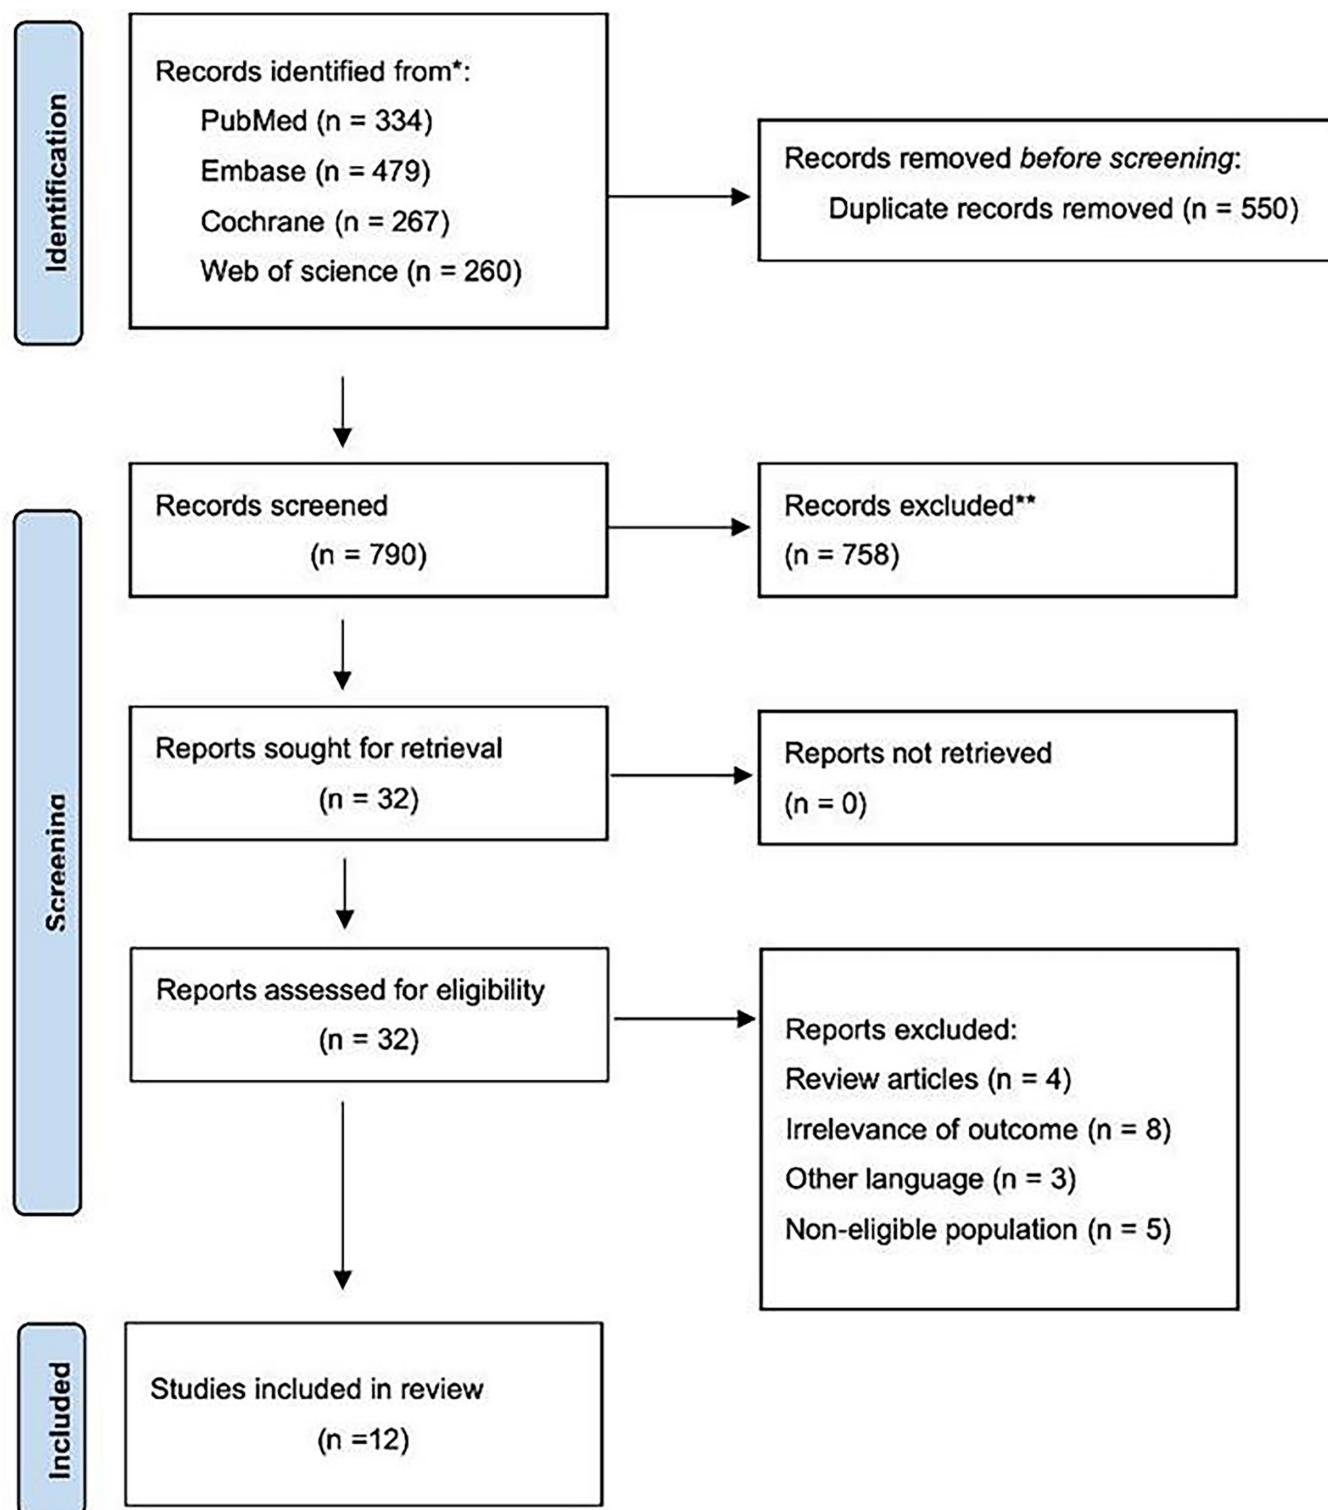 Identification
Records identified from*:
PubMed (n = 334)
Embase (n = 479)
Cochrane (n = 267)
Web of science (n = 260)
Records removed before screening:
Duplicate records removed (n = 550)
Screening
Records screened
(n = 790)
Records excluded**
(n = 758)
Reports sought for retrieval
(n = 32)
Reports not retrieved
(n = 0)
Reports assessed for eligibility
(n = 32)
Reports excluded:
Review articles (n = 4)
Irrelevance of outcome (n = 8)
Other language (n = 3)
Non-eligible population (n = 5)
Included
Studies included in review
(n =12)